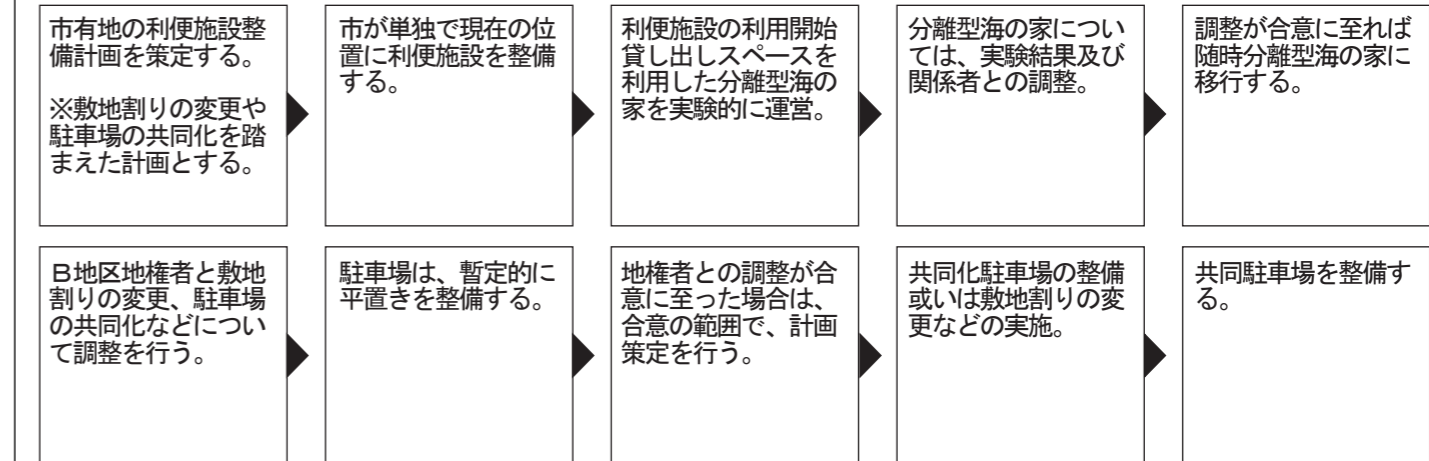 市有地の利便施設整
備計画を策定する。
※敷地割りの変更や
駐車場の共同化を踏
まえた計画とする。
市が単独で現在の位
置に利便施設を整備
する。
利便施設の利用開始
貸し出しスペースを
利用した分離型海の
家を実験的に運営。
分離型海の家につい
ては、実験結果及び
関係者との調整。
調整が合意に至れば
随時分離型海の家に
移行する。
B地区地権者と敷地
割りの変更、駐車場
の共同化などについ
て調整を行う。
駐車場は、暫定的に
平置きを整備する。
地権者との調整が合
意に至った場合は、
合意の範囲で、計画
策定を行う。
共同化駐車場の整備
或いは敷地割りの変
更などの実施。
共同駐車場を整備す
る。